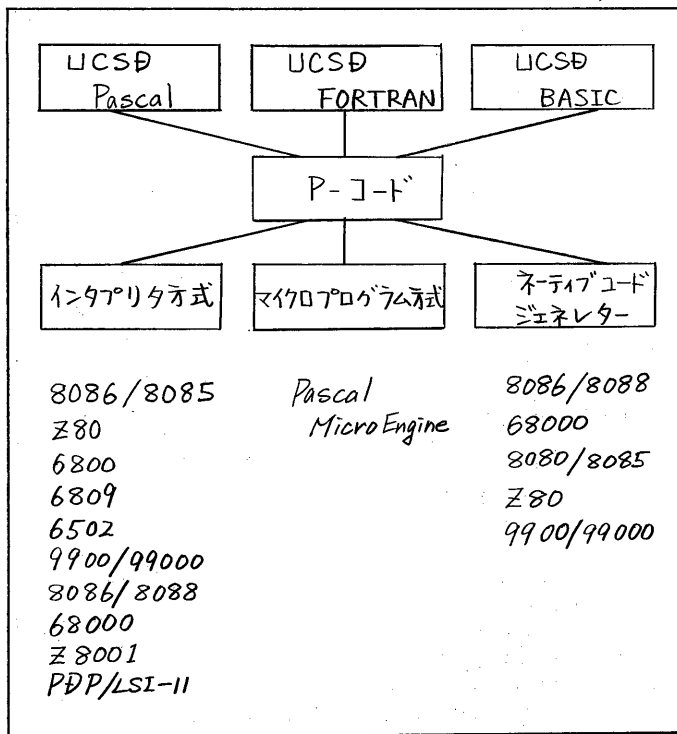 UCSD
Pascal
UCSD
FORTRAN
UCSD
BASIC
P-コード
インタプリタ方式
マイクロプログラム方式
ネーティブコード
ジェネレター
8086/8085
Z80
6800
6809
6502
9900/99000
8086/8088
68000
Z8001
PDP/LSI-11
Pascal
MicroEngine
8086/8088
68000
8080/8085
Z80
9900/99000